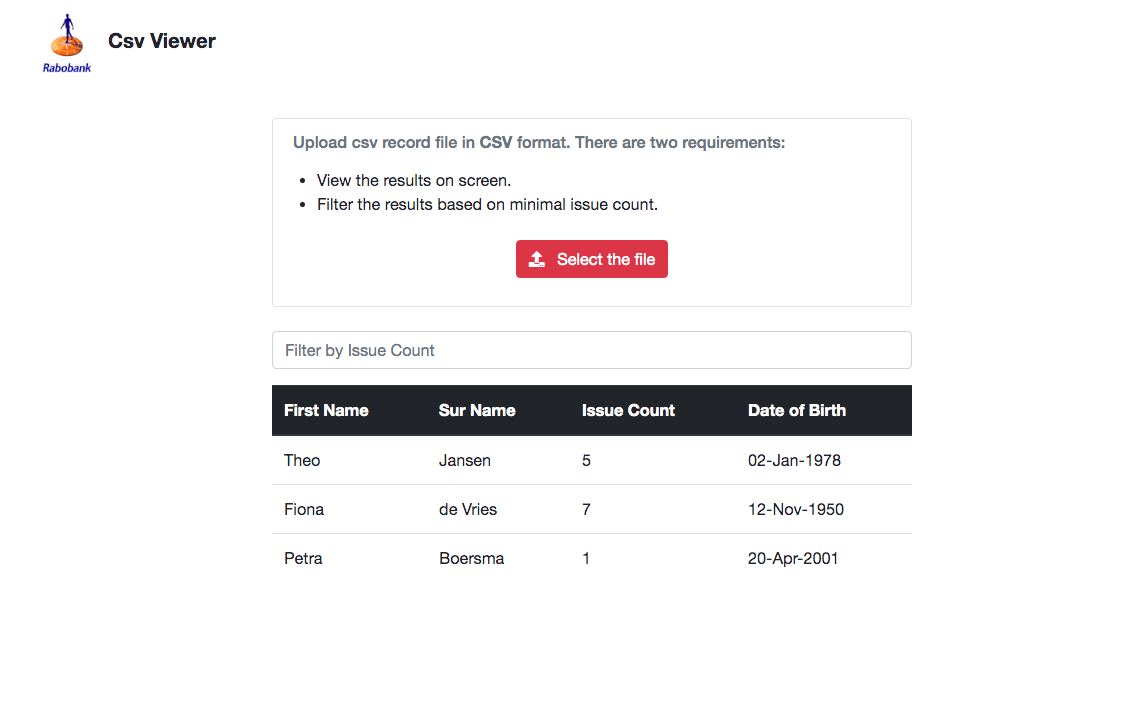 Csv Viewer
Rabobank
Upload csv record file in CSV format. There are two requirements:
View the results on screen.
Filter the results based on minimal issue count.
Select the file
Filter by Issue Count
First Name Sur Name Issue Count Date of Birth
Theo Jansen 5 02-Jan-1978
Fiona de Vries 7 12-Nov-1950
Petra Boersma 1 20-Apr-2001